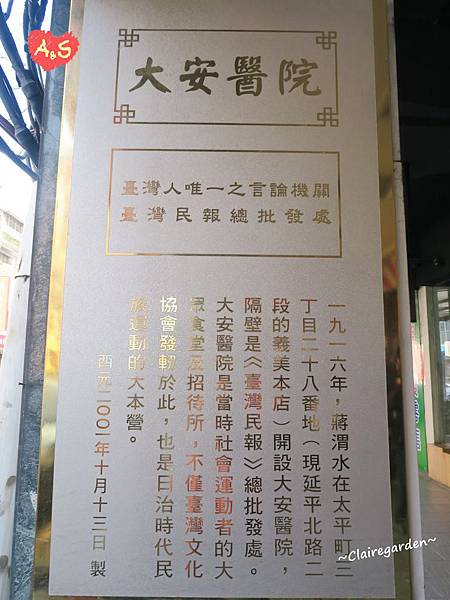 A&S
大安醫院
臺灣人唯一之言論機關
臺灣民報總批發處
一九一六年，蔣渭水在太平町三
丁目二十八番地（現延平北路二
段的義美本店）開設大安醫院，
隔壁是《臺灣民報》總批發處。
大安醫院是當時社會運動者的大
眾食堂及招待所，不僅臺灣文化
協會發軔於此，也是日治時代民
族運動的大本營。
西元二〇〇一年十月十三日 製
~Clairegarden~